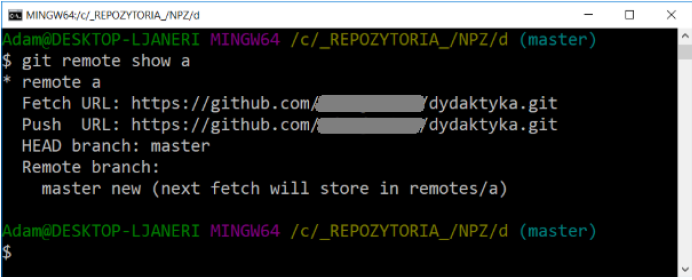 MINGW64:/c/_REPOZYTORIA_/NPZ/d
Adam@DESKTOP-LJANERI MINGW64 /c/_REPOZYTORIA_/NPZ/d (master)
$ git remote show a
* remote a
  Fetch URL: https://github.com/ /dydaktyka.git
  Push  URL: https://github.com/ /dydaktyka.git
  HEAD branch: master
  Remote branch:
    master new (next fetch will store in remotes/a)
Adam@DESKTOP-LJANERI MINGW64 /c/_REPOZYTORIA_/NPZ/d (master)
$